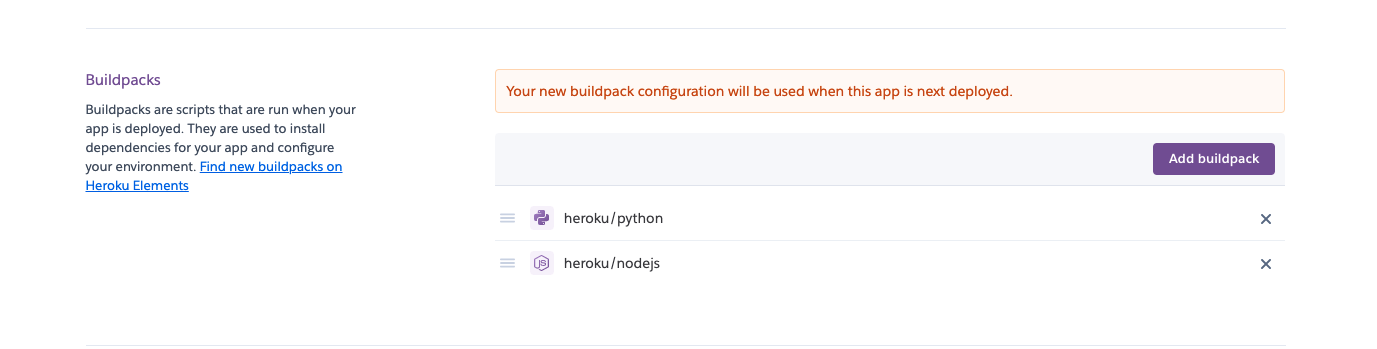 Buildpacks
Buildpacks are scripts that are run when your
app is deployed. They are used to install
dependencies for your app and configure
your environment. Find new buildpacks on
Heroku Elements
Your new buildpack configuration will be used when this app is next deployed.
Add buildpack
heroku/python
heroku/nodejs